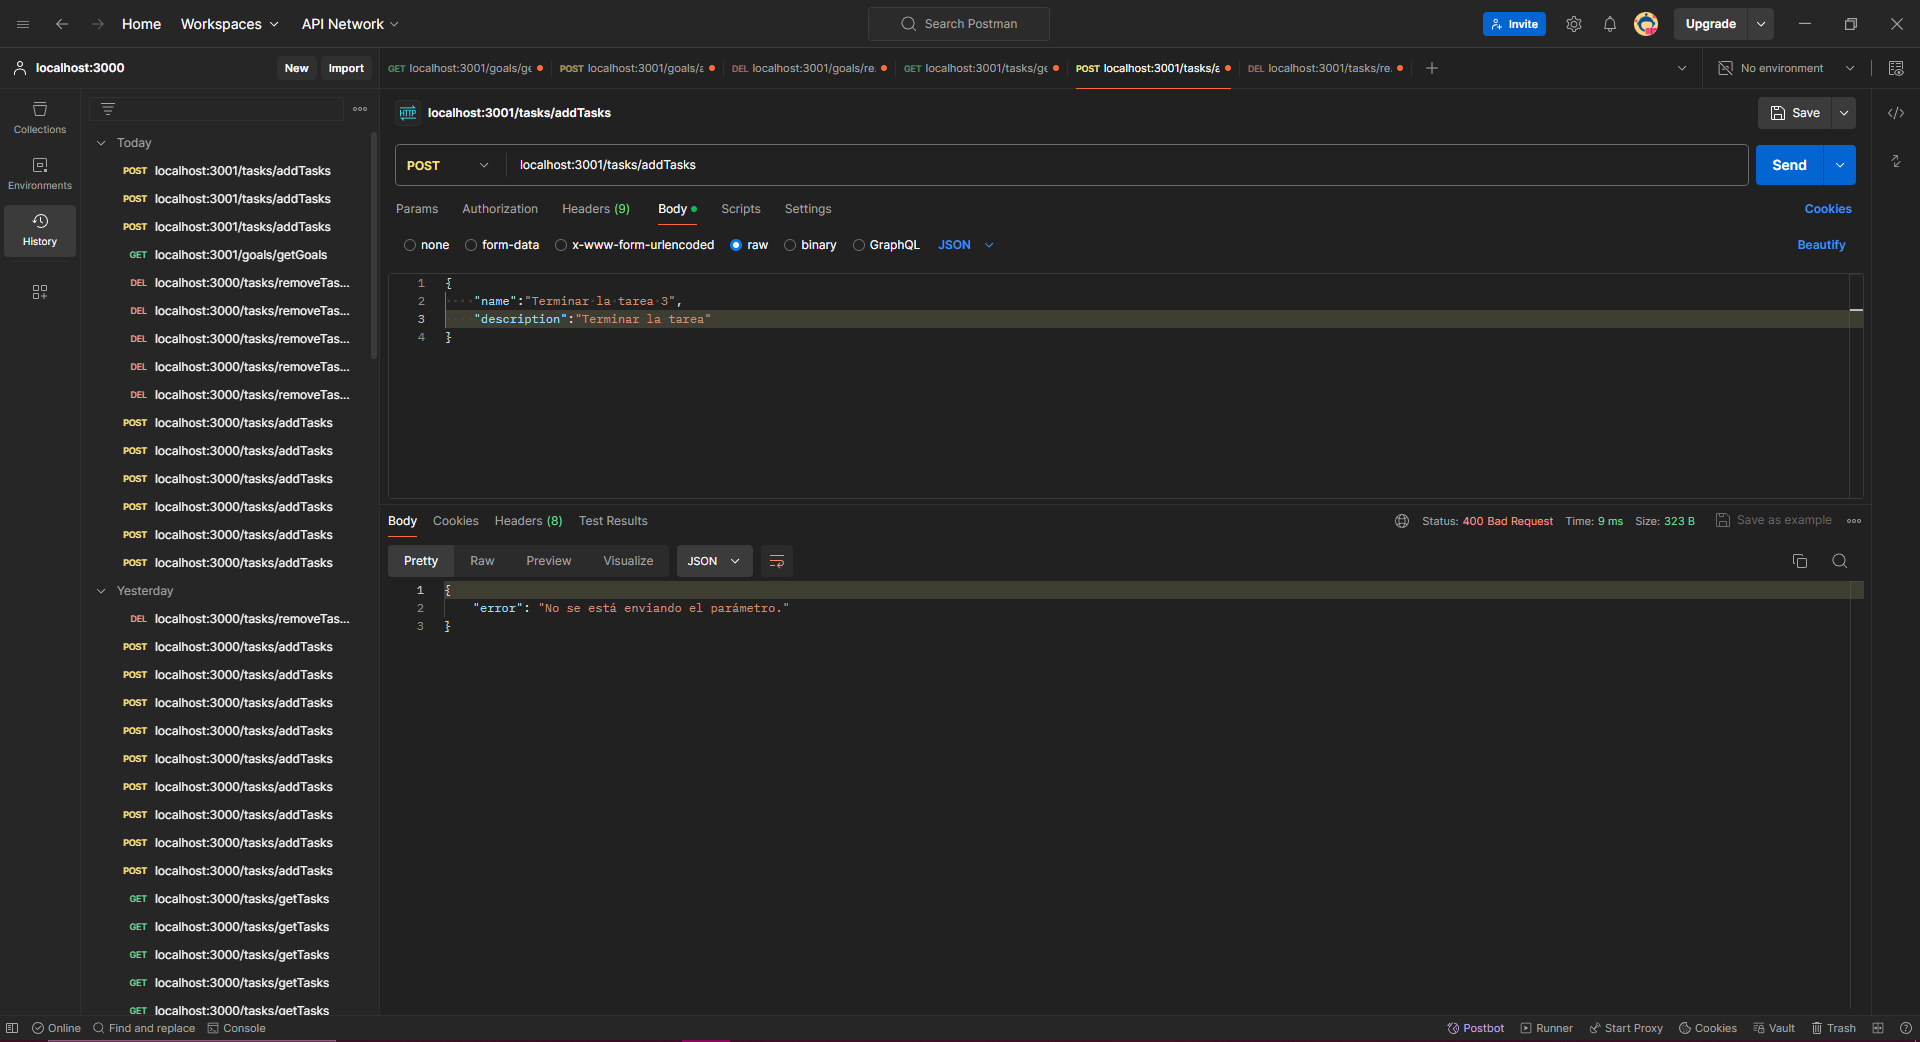 Home Workspaces API Network Search Postman Invite Upgrade
localhost:3000 New Import
GET localhost:3001/goals/ge POST localhost:3001/goals/a DEL localhost:3001/goals/re GET localhost:3001/tasks/ge POST localhost:3001/tasks/a DEL localhost:3001/tasks/re No environment
Collections
Environments
History
Today
POST localhost:3001/tasks/addTasks
POST localhost:3001/tasks/addTasks
POST localhost:3001/tasks/addTasks
GET localhost:3001/goals/getGoals
DEL localhost:3000/tasks/removeTas...
DEL localhost:3000/tasks/removeTas...
DEL localhost:3000/tasks/removeTas...
DEL localhost:3000/tasks/removeTas...
DEL localhost:3000/tasks/removeTas...
POST localhost:3000/tasks/addTasks
POST localhost:3000/tasks/addTasks
POST localhost:3000/tasks/addTasks
POST localhost:3000/tasks/addTasks
POST localhost:3000/tasks/addTasks
POST localhost:3000/tasks/addTasks
Yesterday
DEL localhost:3000/tasks/removeTas...
POST localhost:3000/tasks/addTasks
POST localhost:3000/tasks/addTasks
POST localhost:3000/tasks/addTasks
POST localhost:3000/tasks/addTasks
POST localhost:3000/tasks/addTasks
POST localhost:3000/tasks/addTasks
POST localhost:3000/tasks/addTasks
POST localhost:3000/tasks/addTasks
POST localhost:3000/tasks/addTasks
GET localhost:3000/tasks/getTasks
GET localhost:3000/tasks/getTasks
GET localhost:3000/tasks/getTasks
GET localhost:3000/tasks/getTasks
GET localhost:3000/tasks/getTasks
HTTP localhost:3001/tasks/addTasks Save
POST localhost:3001/tasks/addTasks Send
Params Authorization Headers (9) Body Scripts Settings Cookies
none form-data x-www-form-urlencoded raw binary GraphQL JSON Beautify
1 {
2 "name":"Terminar la tarea 3",
3 "description":"Terminar la tarea"
4 }
Body Cookies Headers (8) Test Results Status: 400 Bad Request Time: 9 ms Size: 323 B Save as example
Pretty Raw Preview Visualize JSON
1 {
2 "error": "No se está enviando el parámetro."
3 }
Online Find and replace Console Postbot Runner Start Proxy Cookies Vault Trash